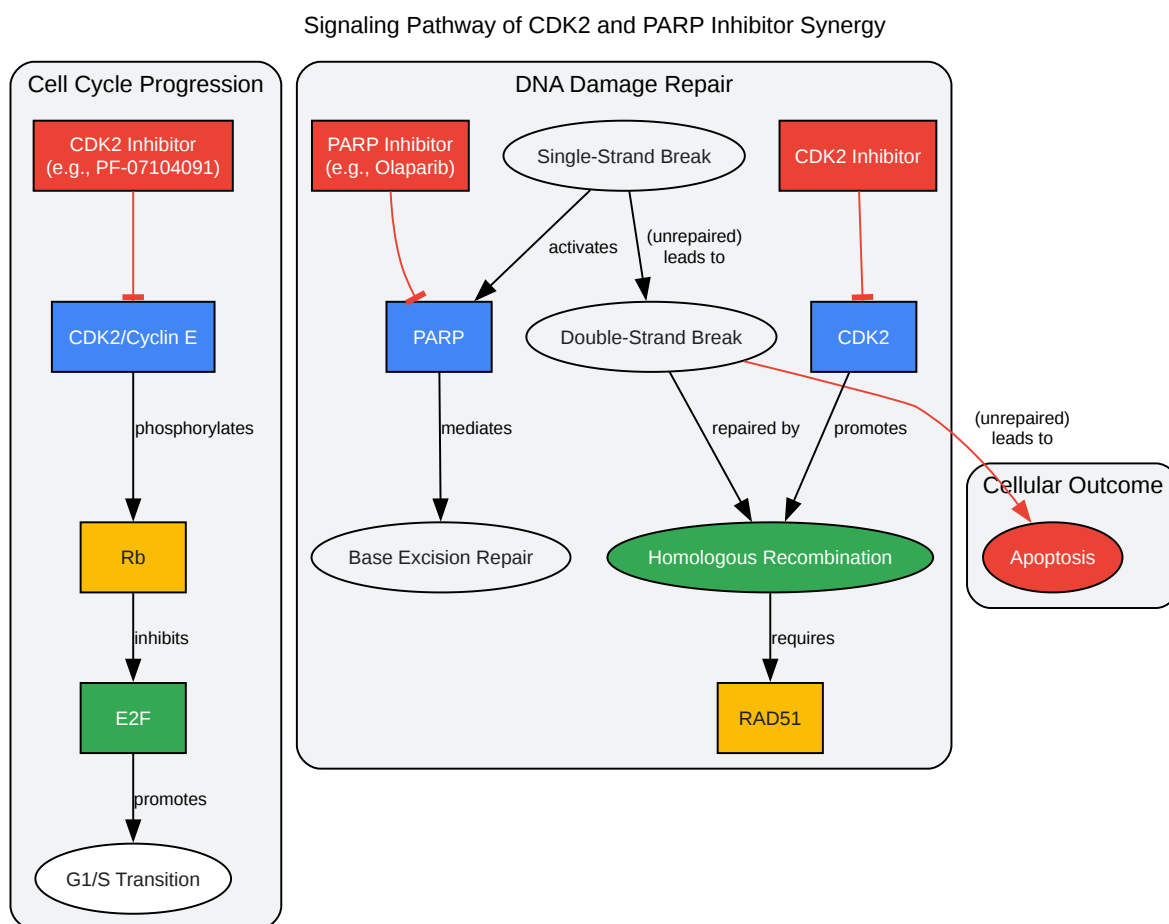 Signaling Pathway of CDK2 and PARP Inhibitor Synergy
Cell Cycle Progression
CDK2 Inhibitor
(e.g., PF-07104091)
CDK2/Cyclin E
phosphorylates
Rb
inhibits
E2F
promotes
G1/S Transition
DNA Damage Repair
PARP Inhibitor
(e.g., Olaparib)
Single-Strand Break
CDK2 Inhibitor
activates
(unrepaired)
leads to
PARP
Double-Strand Break
CDK2
mediates
repaired by
promotes
Base Excision Repair
Homologous Recombination
requires
RAD51
(unrepaired)
leads to
Cellular Outcome
Apoptosis